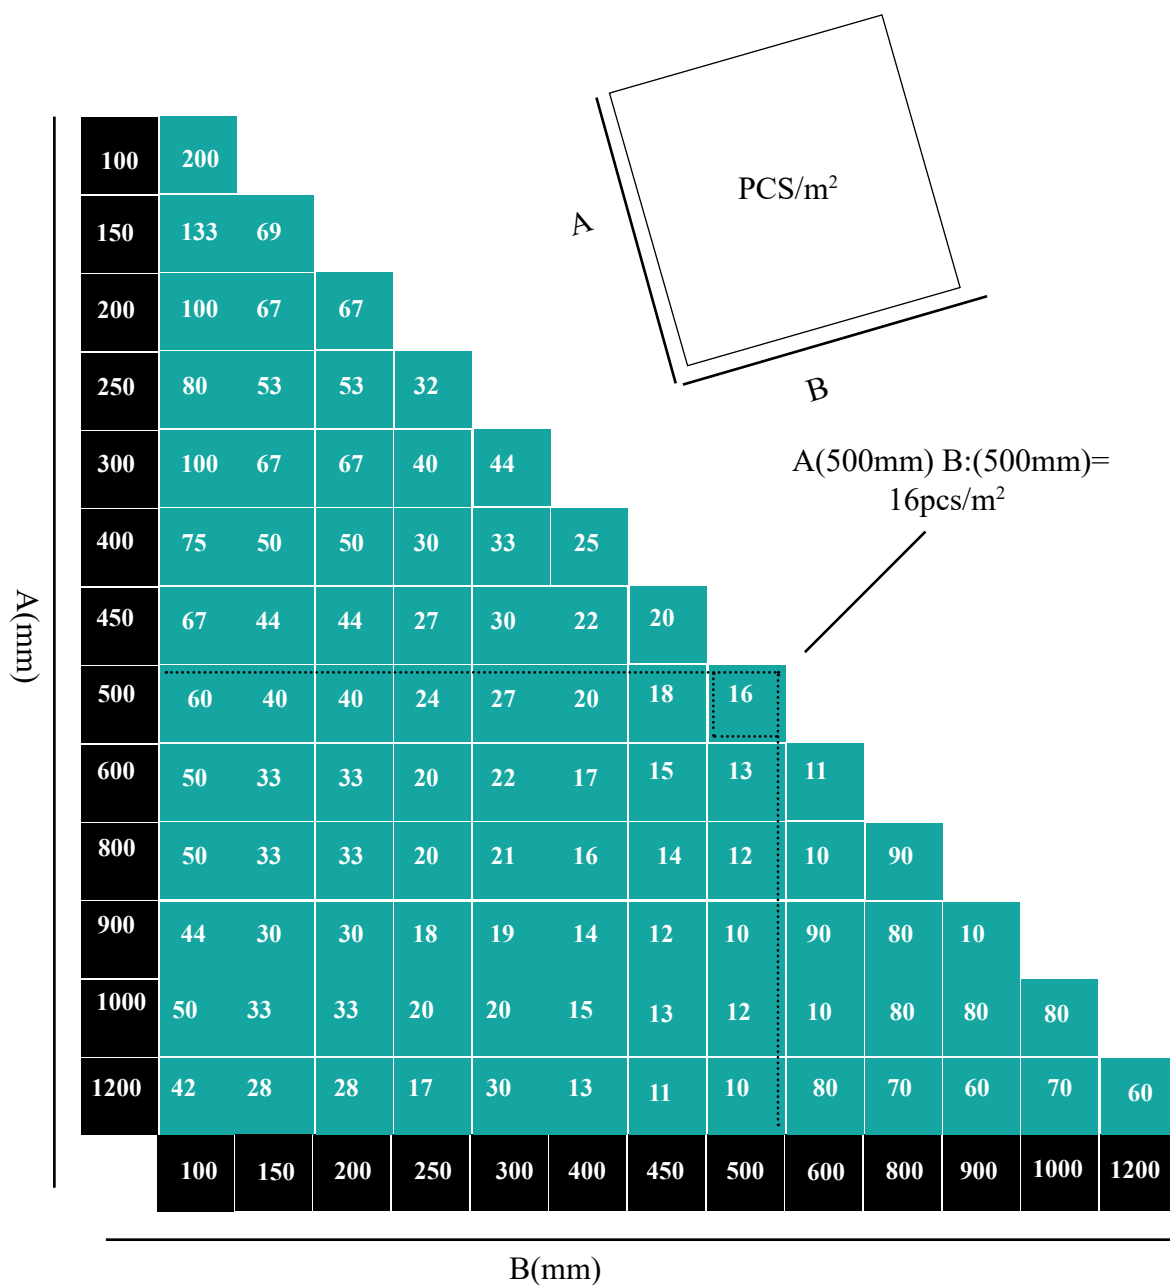 PCS/m²
A
B
A(500mm) B:(500mm)=
16pcs/m²
A(mm)
100 200
150 133 69
200 100 67 67
250 80 53 53 32
300 100 67 67 40 44
400 75 50 50 30 33 25
450 67 44 44 27 30 22 20
500 60 40 40 24 27 20 18 16
600 50 33 33 20 22 17 15 13 11
800 50 33 33 20 21 16 14 12 10 90
900 44 30 30 18 19 14 12 10 90 80 10
1000 50 33 33 20 20 15 13 12 10 80 80 80
1200 42 28 28 17 30 13 11 10 80 70 60 70 60
100 150 200 250 300 400 450 500 600 800 900 1000 1200
B(mm)